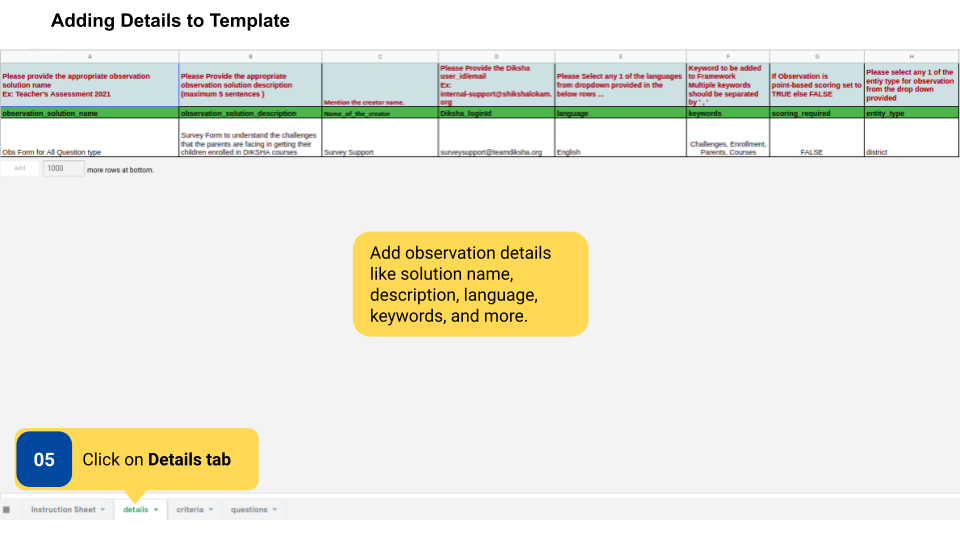 Adding Details to Template
A B C D E F G H
Please provide the appropriate observation
solution name
Ex: Teacher's Assessment 2021
Please Provide the appropriate
observation solution description
(maximum 5 sentences )
Mention the creator name.
Please Provide the Diksha
user_id/email
Ex:
internal-support@shikshalokam.
org
Please Select any 1 of the languages
from dropdown provided in the
below rows ...
Keyword to be added
to Framework
Multiple keywords
should be separated
by ' , '
If Observation is
point-based scoring set to
TRUE else FALSE
Please select any 1 of the
enity type for observation
from the drop down
provided
observation_solution_name observation_solution_description Name_of_the_creator Diksha_loginId language keywords scoring_required entity_type
Obs Form for All Question type
Survey Form to understand the challenges
that the parents are facing in getting their
children enrolled in DIKSHA courses
Survey Support
surveysupport@teamdiksha.org
English
Challenges, Enrollment,
Parents, Courses
FALSE
district
Add 1000 more rows at bottom.
Add observation details
like solution name,
description, language,
keywords, and more.
05 Click on Details tab
Instruction Sheet details criteria questions